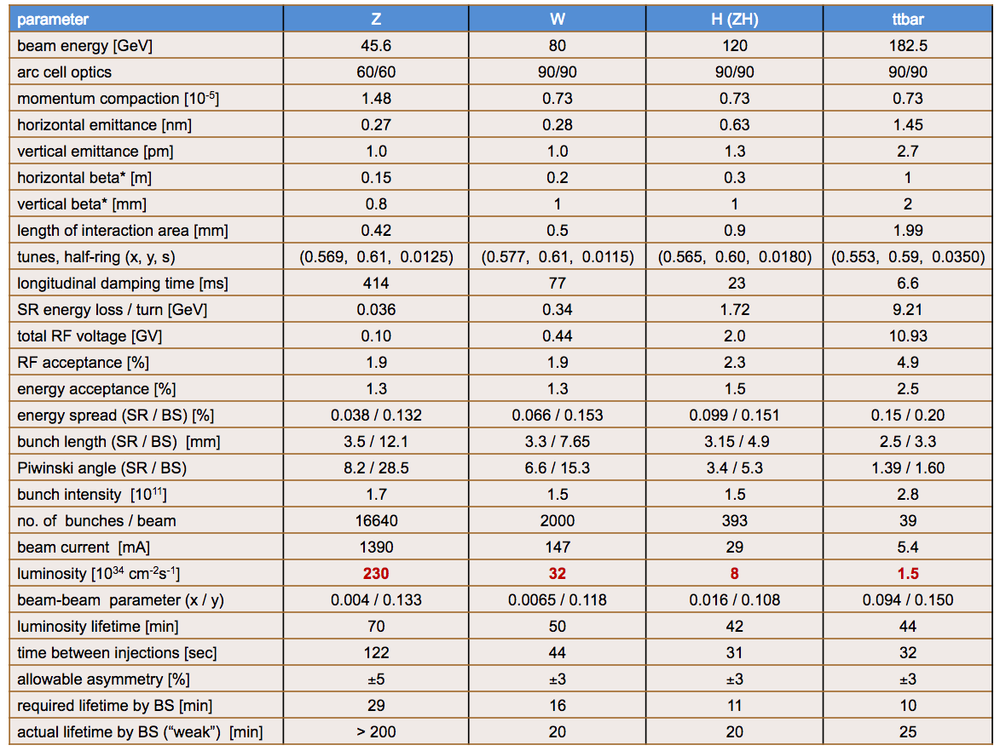 parameter Z W H (ZH) ttbar
beam energy [GeV] 45.6 80 120 182.5
arc cell optics 60/60 90/90 90/90 90/90
momentum compaction [10-5] 1.48 0.73 0.73 0.73
horizontal emittance [nm] 0.27 0.28 0.63 1.45
vertical emittance [pm] 1.0 1.0 1.3 2.7
horizontal beta* [m] 0.15 0.2 0.3 1
vertical beta* [mm] 0.8 1 1 2
length of interaction area [mm] 0.42 0.5 0.9 1.99
tunes, half-ring (x, y, s) (0.569, 0.61, 0.0125) (0.577, 0.61, 0.0115) (0.565, 0.60, 0.0180) (0.553, 0.59, 0.0350)
longitudinal damping time [ms] 414 77 23 6.6
SR energy loss / turn [GeV] 0.036 0.34 1.72 9.21
total RF voltage [GV] 0.10 0.44 2.0 10.93
RF acceptance [%] 1.9 1.9 2.3 4.9
energy acceptance [%] 1.3 1.3 1.5 2.5
energy spread (SR / BS) [%] 0.038 / 0.132 0.066 / 0.153 0.099 / 0.151 0.15 / 0.20
bunch length (SR / BS) [mm] 3.5 / 12.1 3.3 / 7.65 3.15 / 4.9 2.5 / 3.3
Piwinski angle (SR / BS) 8.2 / 28.5 6.6 / 15.3 3.4 / 5.3 1.39 / 1.60
bunch intensity [1011] 1.7 1.5 1.5 2.8
no. of bunches / beam 16640 2000 393 39
beam current [mA] 1390 147 29 5.4
luminosity [1034 cm-2s-1] 230 32 8 1.5
beam-beam parameter (x / y) 0.004 / 0.133 0.0065 / 0.118 0.016 / 0.108 0.094 / 0.150
luminosity lifetime [min] 70 50 42 44
time between injections [sec] 122 44 31 32
allowable asymmetry [%] ±5 ±3 ±3 ±3
required lifetime by BS [min] 29 16 11 10
actual lifetime by BS (“weak”) [min] > 200 20 20 25